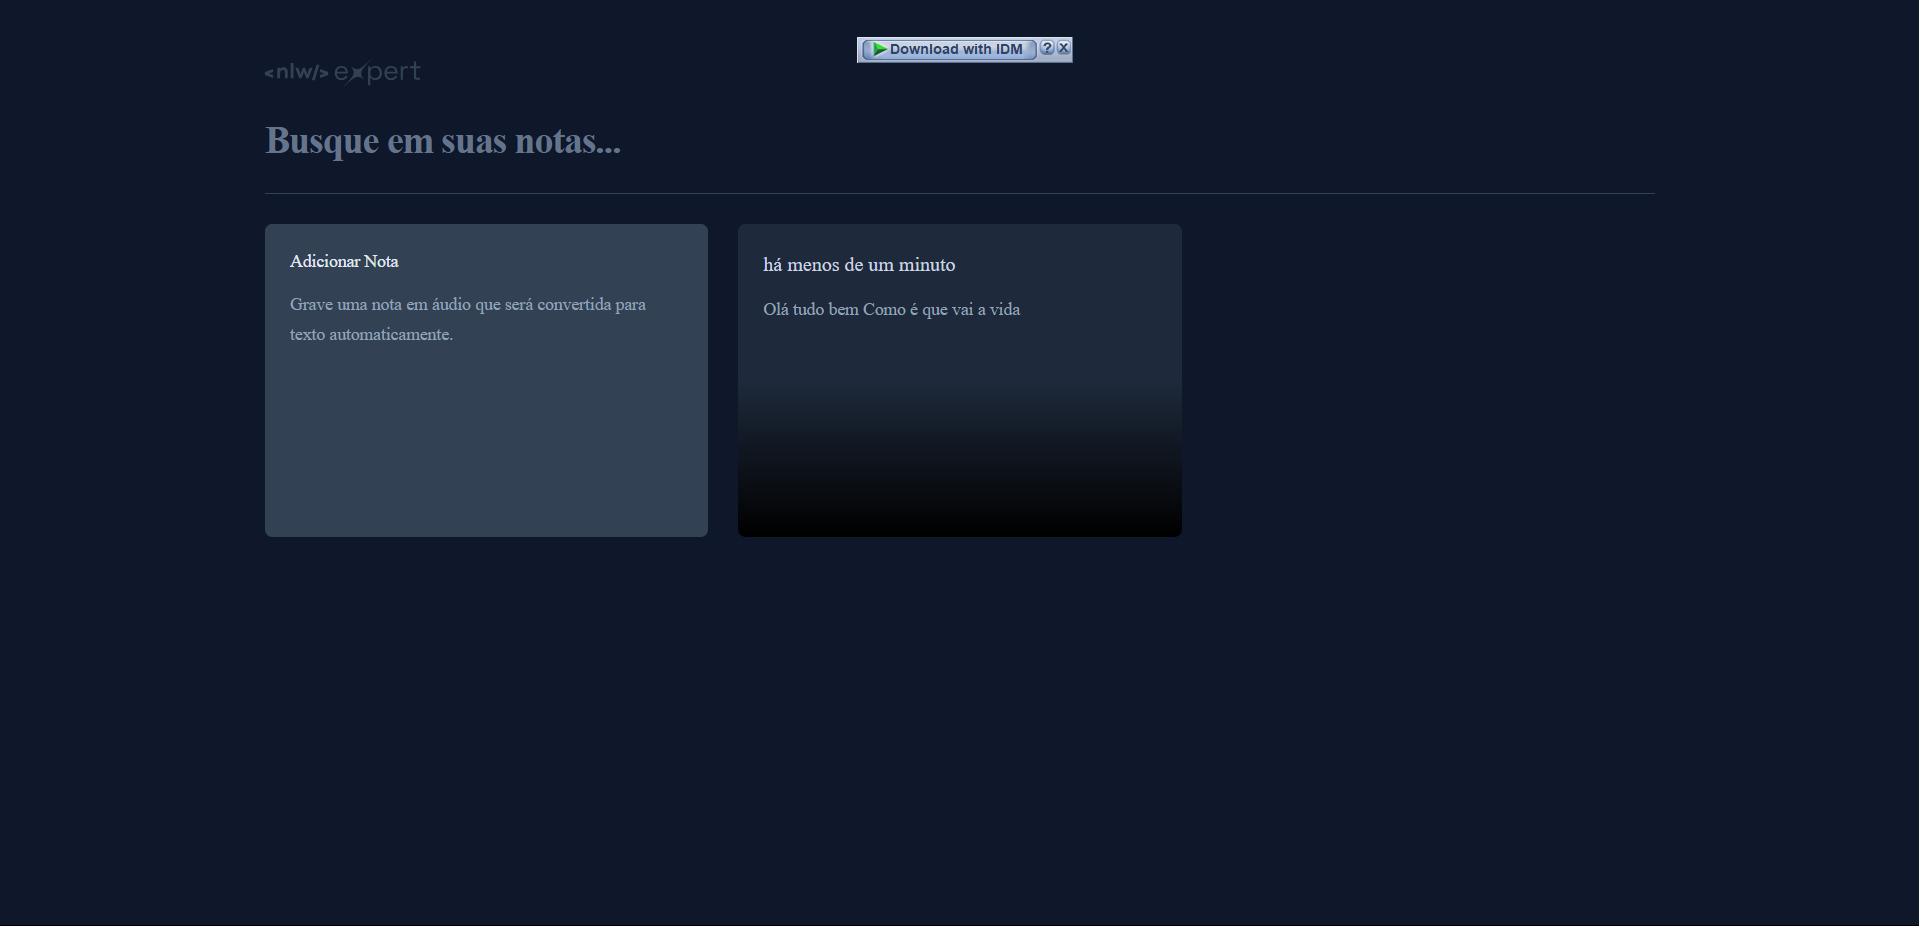 Download with IDM ? X
<nlw/> expert
Busque em suas notas...
Adicionar Nota
Grave uma nota em áudio que será convertida para
texto automaticamente.
há menos de um minuto
Olá tudo bem Como é que vai a vida